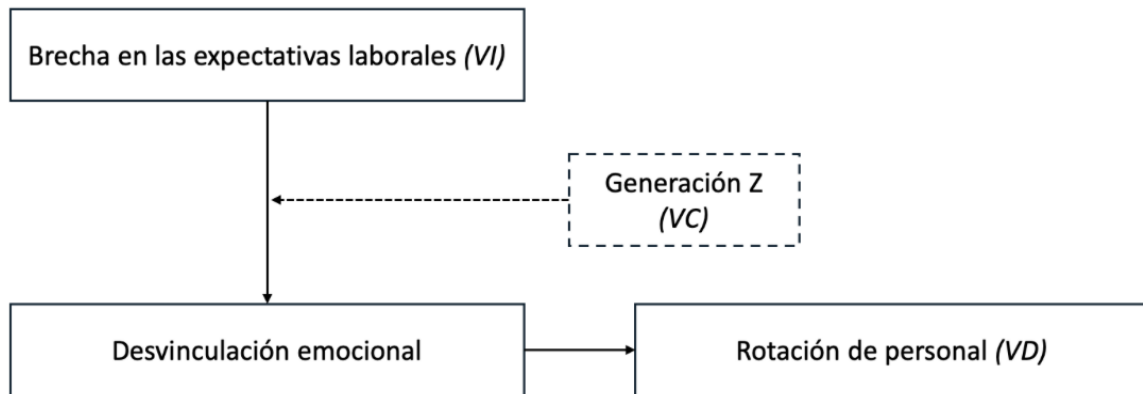 Brecha en las expectativas laborales (VI)
Generación Z
(VC)
Desvinculación emocional
Rotación de personal (VD)